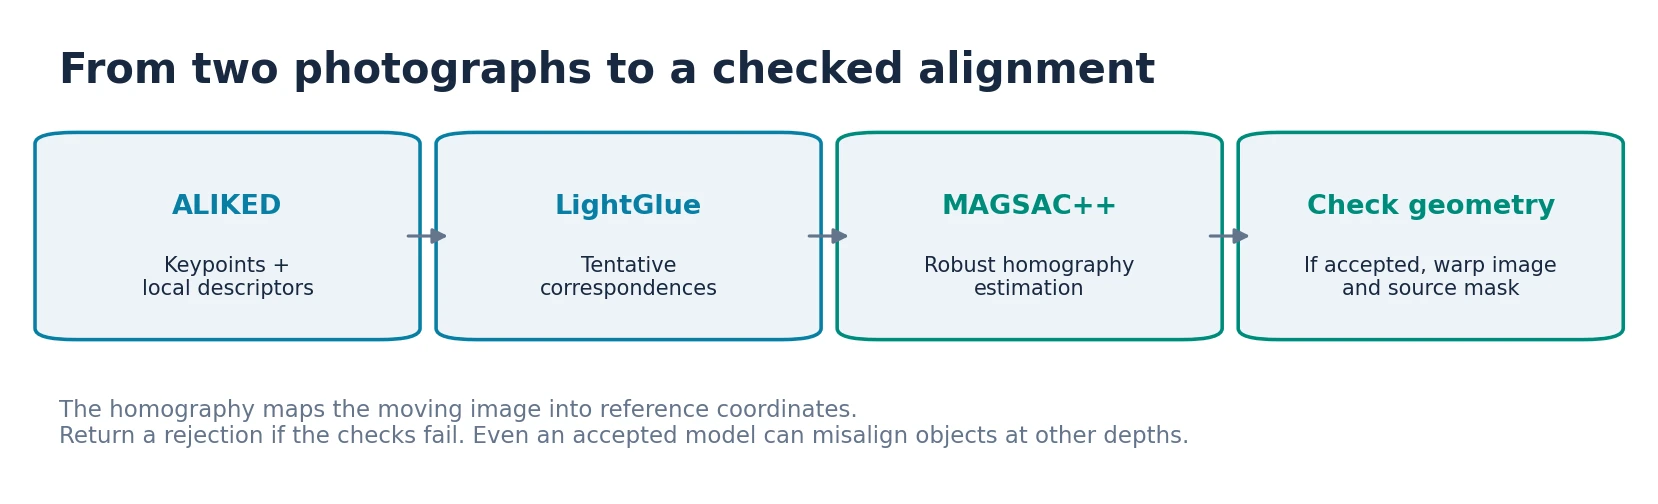 From two photographs to a checked alignment
ALIKED
Keypoints +
local descriptors
LightGlue
Tentative
correspondences
MAGSAC++
Robust homography
estimation
Check geometry
If accepted, warp image
and source mask
The homography maps the moving image into reference coordinates.
Return a rejection if the checks fail. Even an accepted model can misalign objects at other depths.